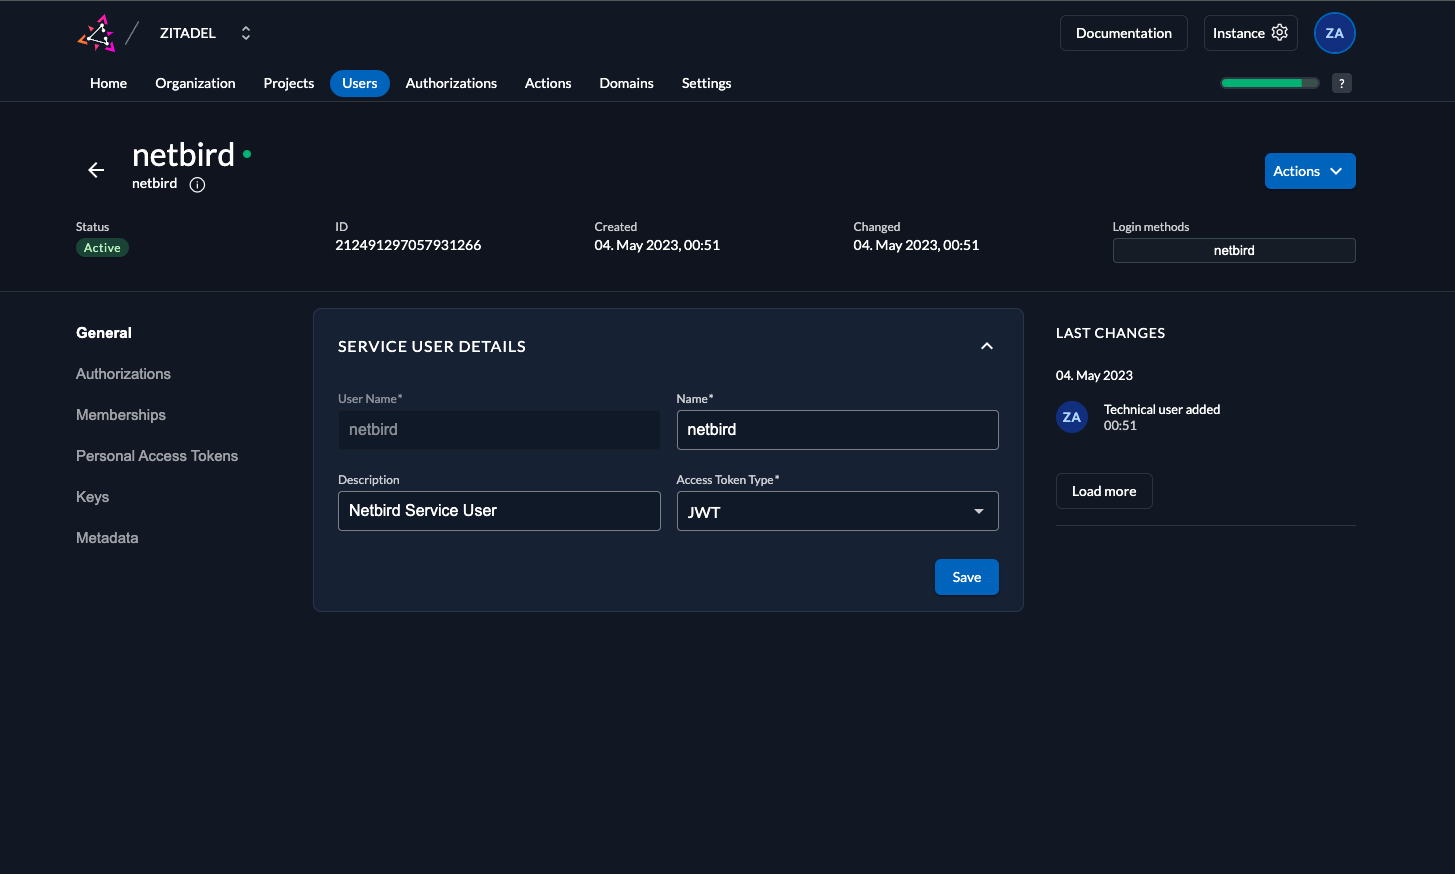 ZITADEL
Documentation
Instance
ZA
Home Organization Projects Users Authorizations Actions Domains Settings
?
netbird
netbird
Actions
Status
Active
ID
212491297057931266
Created
04. May 2023, 00:51
Changed
04. May 2023, 00:51
Login methods
netbird
General
Authorizations
Memberships
Personal Access Tokens
Keys
Metadata
SERVICE USER DETAILS
User Name*
netbird
Name*
netbird
Description
Netbird Service User
Access Token Type*
JWT
Save
LAST CHANGES
04. May 2023
ZA
Technical user added
00:51
Load more